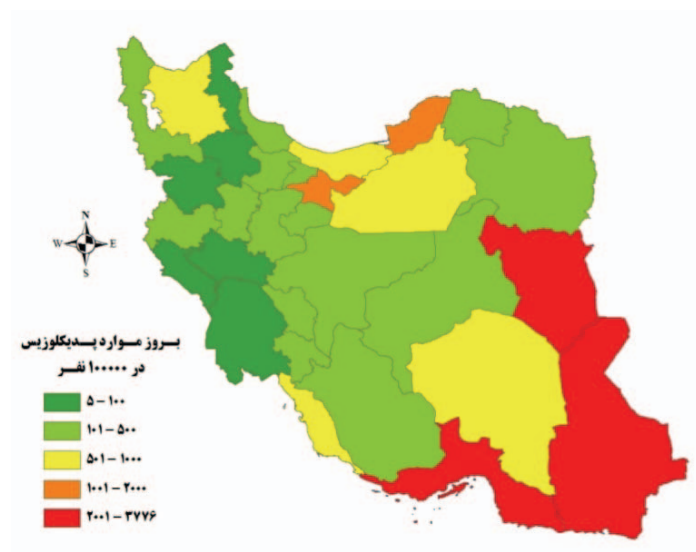 N
W E
S
بروز موارد پدیکلوزیس
در ۱۰۰۰۰۰ نفر
۵ – ۱۰۰
۱۰۱ – ۵۰۰
۵۰۱ – ۱۰۰۰
۱۰۰۱ – ۲۰۰۰
۲۰۰۱ – ۳۷۷۶